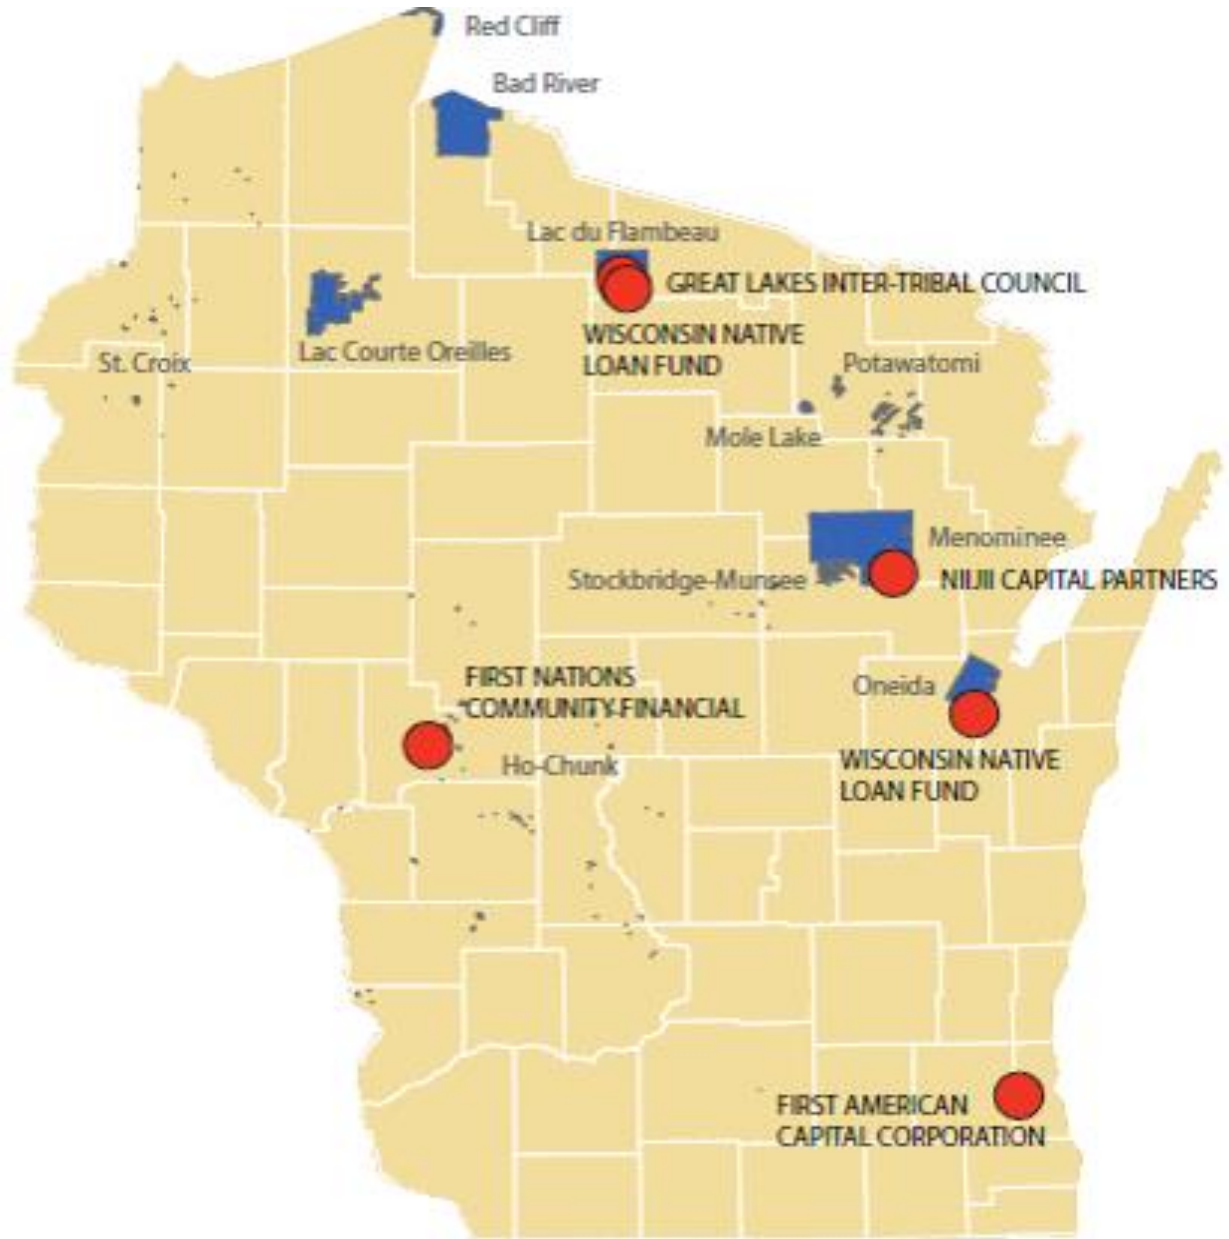 Red Cliff
Bad River
Lac du Flambeau
GREAT LAKES INTER-TRIBAL COUNCIL
WISCONSIN NATIVE
LOAN FUND
Lac Courte Oreilles
St. Croix
Potawatomi
Mole Lake
Menominee
Stockbridge-Munsee
NIIJII CAPITAL PARTNERS
FIRST NATIONS
COMMUNITY FINANCIAL
Oneida
Ho-Chunk
WISCONSIN NATIVE
LOAN FUND
FIRST AMERICAN
CAPITAL CORPORATION